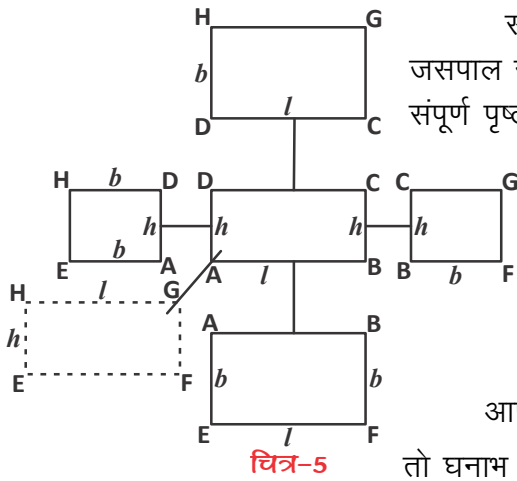 H G
b
l
D C
H b D D C C G
h h h h
E b A A l B B b F
H l G
h
E F
A B
b b
E l F
चित्र-5
जसपाल
संपूर्ण
तो घनाभ